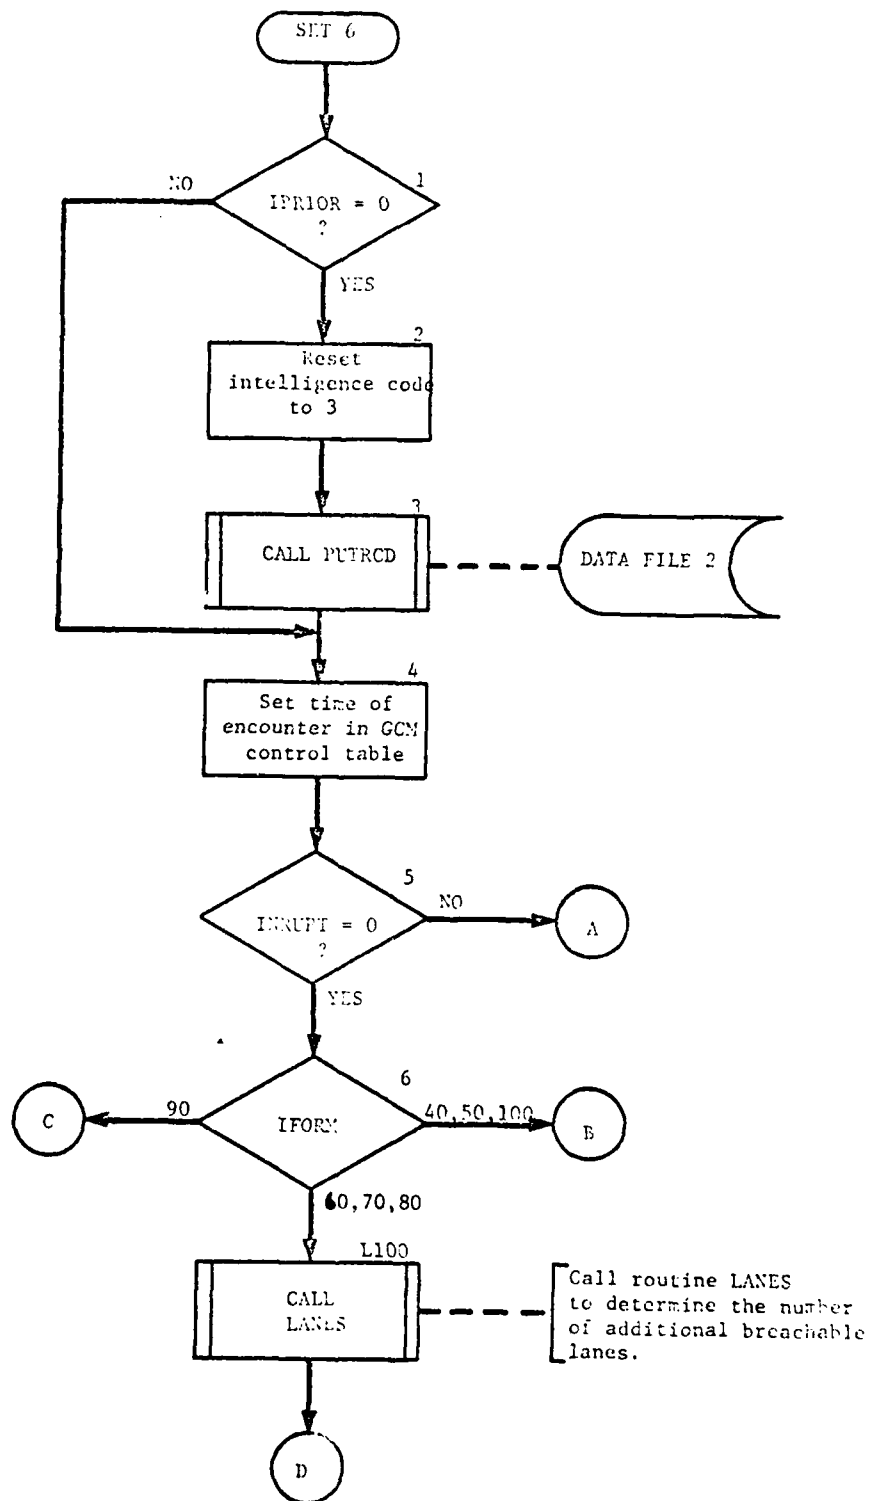 SET 6
1
NO
IPRIOR = 0
?
YES
2
Reset
intelligence code
to 3
3
CALL PUTRCD
DATA FILE 2
4
Set time of
encounter in GCM
control table
5
NO
INRUPT = 0
?
A
YES
6
C
90
IFORM
40,50,100
B
60,70,80
L100
CALL
LANES
Call routine LANES
to determine the number
of additional breachable
lanes.
D